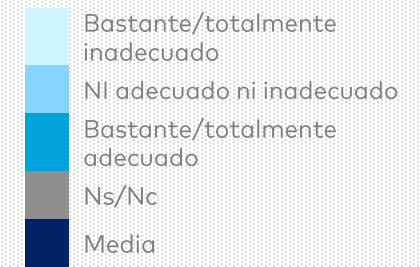 Bastante/totalmente
inadecuado
NI adecuado ni inadecuado
Bastante/totalmente
adecuado
Ns/Nc
Media